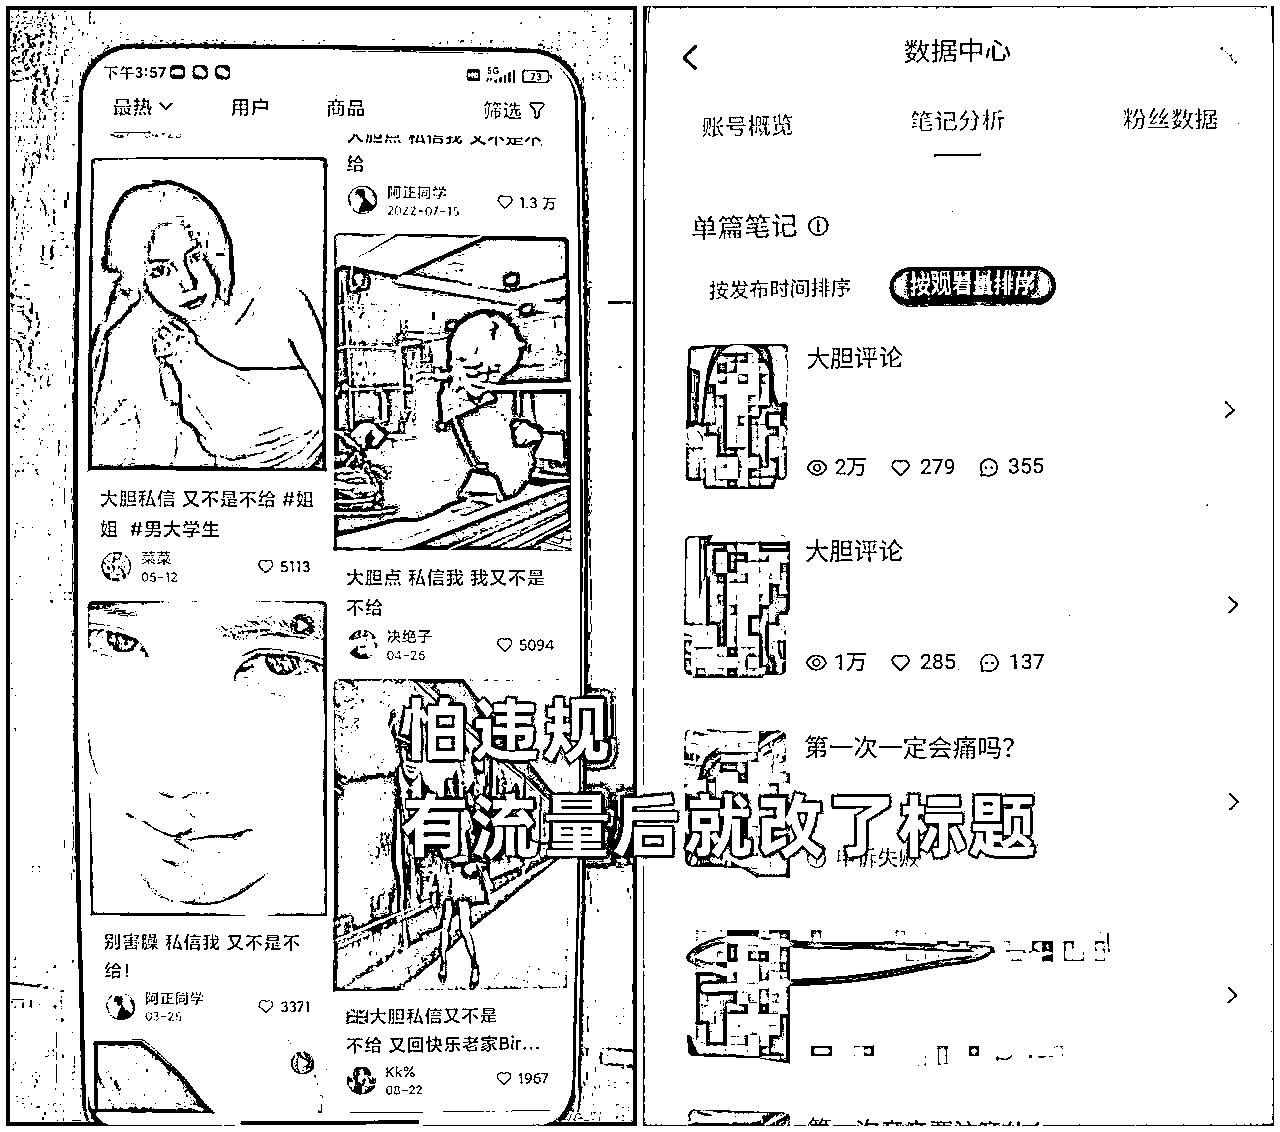 下午3:57
5G
73
最热
用户
商品
筛选
大胆点 私信我 又不是不
给
阿正同学
2022-07-15
1.3 万
大胆私信 又不是不给 #姐
姐 #男大学生
菜菜
05-12
5113
大胆点 私信我 我又不是
不给
决绝子
04-26
5094
别害臊 私信我 又不是不
给!
阿正同学
03-25
3371
大胆私信又不是
不给 又回快乐老家Bir...
Kk%
08-22
1967
怕违规
有流量后就改了标题
数据中心
账号概览
笔记分析
粉丝数据
单篇笔记
按发布时间排序
按观看量排序
大胆评论
2万
279
355
大胆评论
1万
285
137
第一次一定会痛吗?
申诉失败